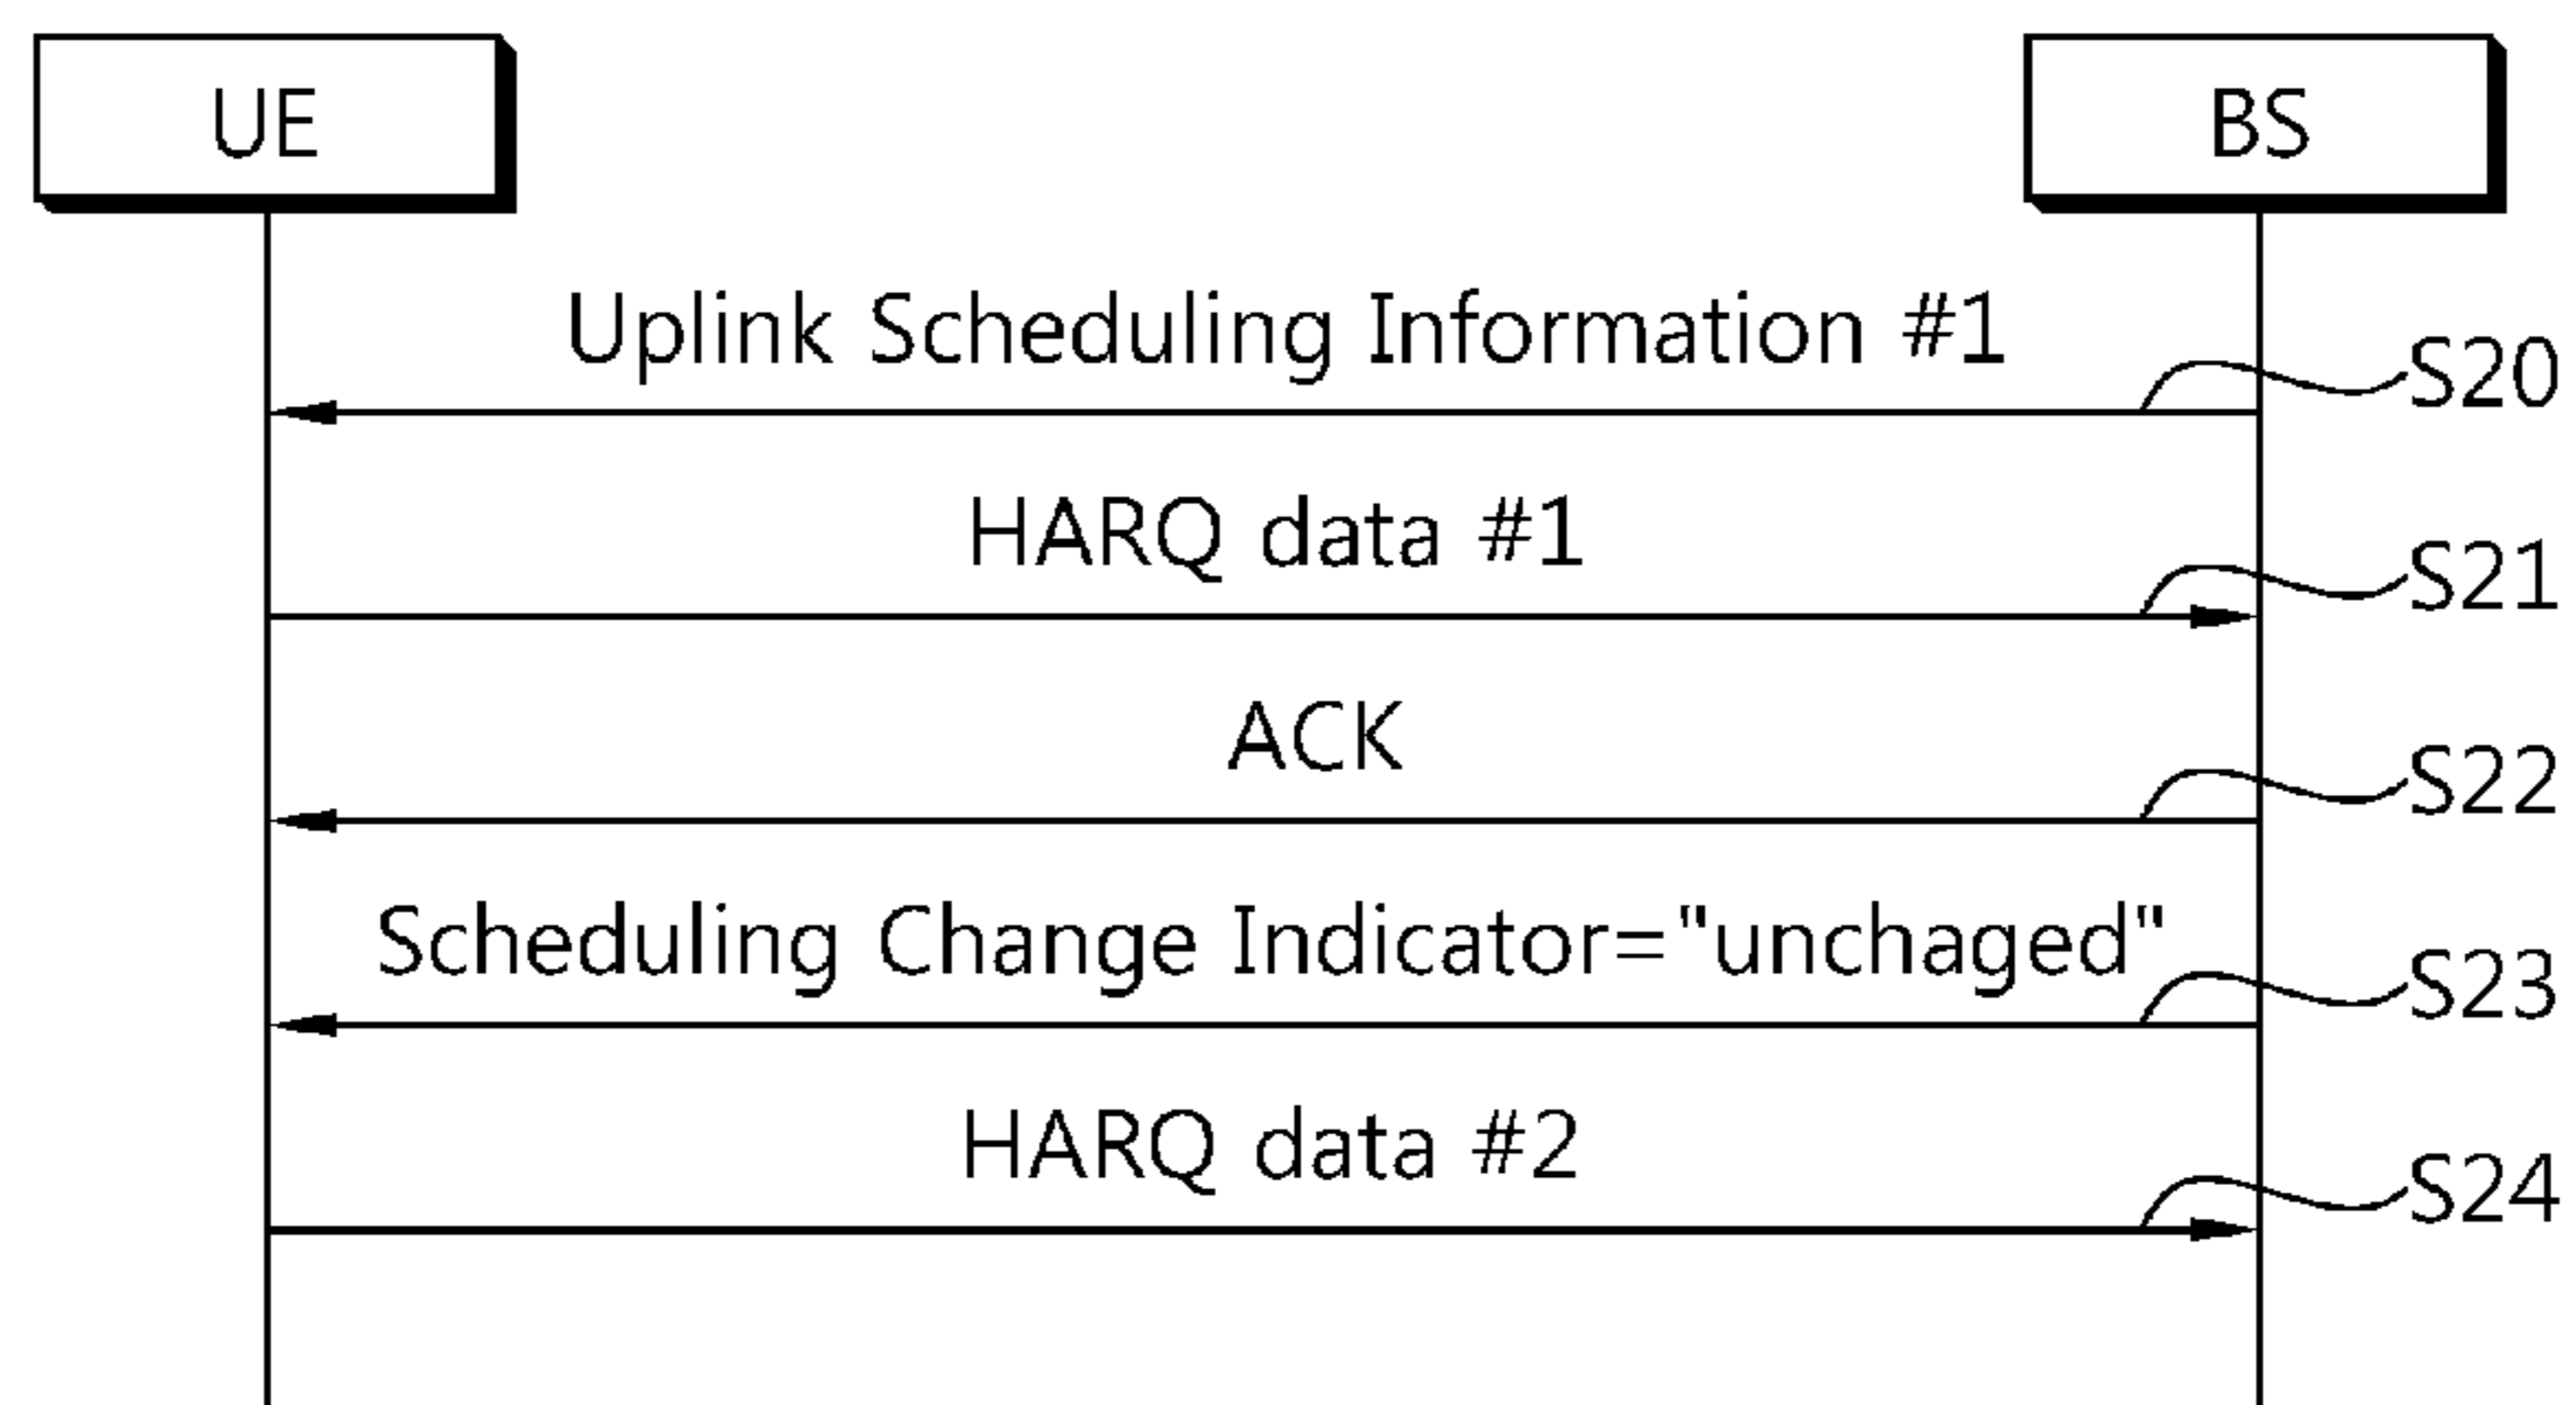 UE
BS
Uplink Scheduling Information #1
S20
HARQ data #1
S21
ACK
S22
Scheduling Change Indicator="unchaged"
S23
HARQ data #2
S24